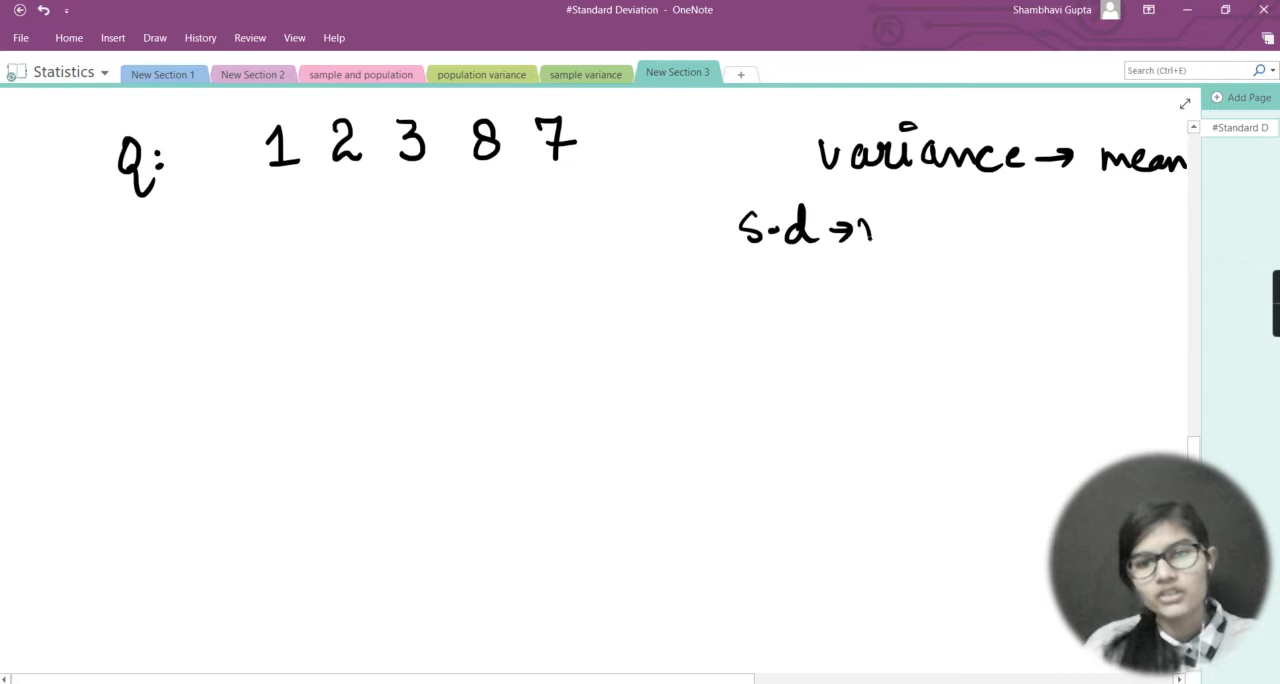 #Standard Deviation - OneNote
Shambhavi Gupta
File Home Insert Draw History Review View Help
Statistics
New Section 1
New Section 2
sample and population
population variance
sample variance
New Section 3
Search (Ctrl+E)
Add Page
#Standard D
Q: 1 2 3 8 7
variance → mean
S.d →